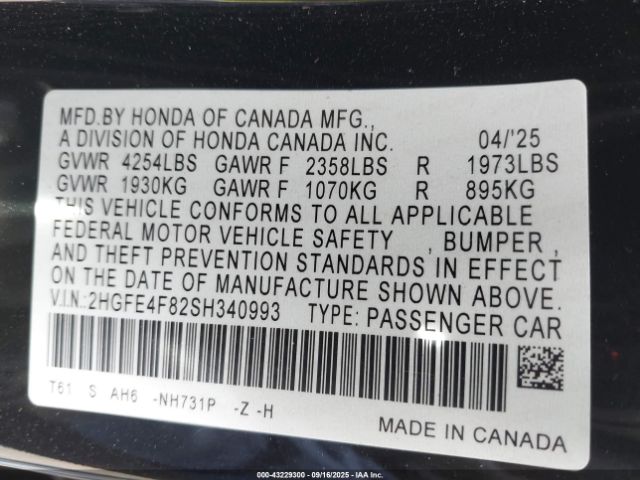 MFD.BY HONDA OF CANADA MFG.,
A DIVISION OF HONDA CANADA INC. 04/'25
GVWR 4254LBS GAWR F 2358LBS R 1973LBS
GVWR 1930KG GAWR F 1070KG R 895KG
THIS VEHICLE CONFORMS TO ALL APPLICABLE
FEDERAL MOTOR VEHICLE SAFETY , BUMPER ,
AND THEFT PREVENTION STANDARDS IN EFFECT
ON THE DATE OF MANUFACTURE SHOWN ABOVE.
V.I.N.:2HGFE4F82SH340993 TYPE: PASSENGER CAR
T61 S AH6 -NH731P -Z -H
MADE IN CANADA
000-43229300 | 09/16/2025 | IAA Inc.